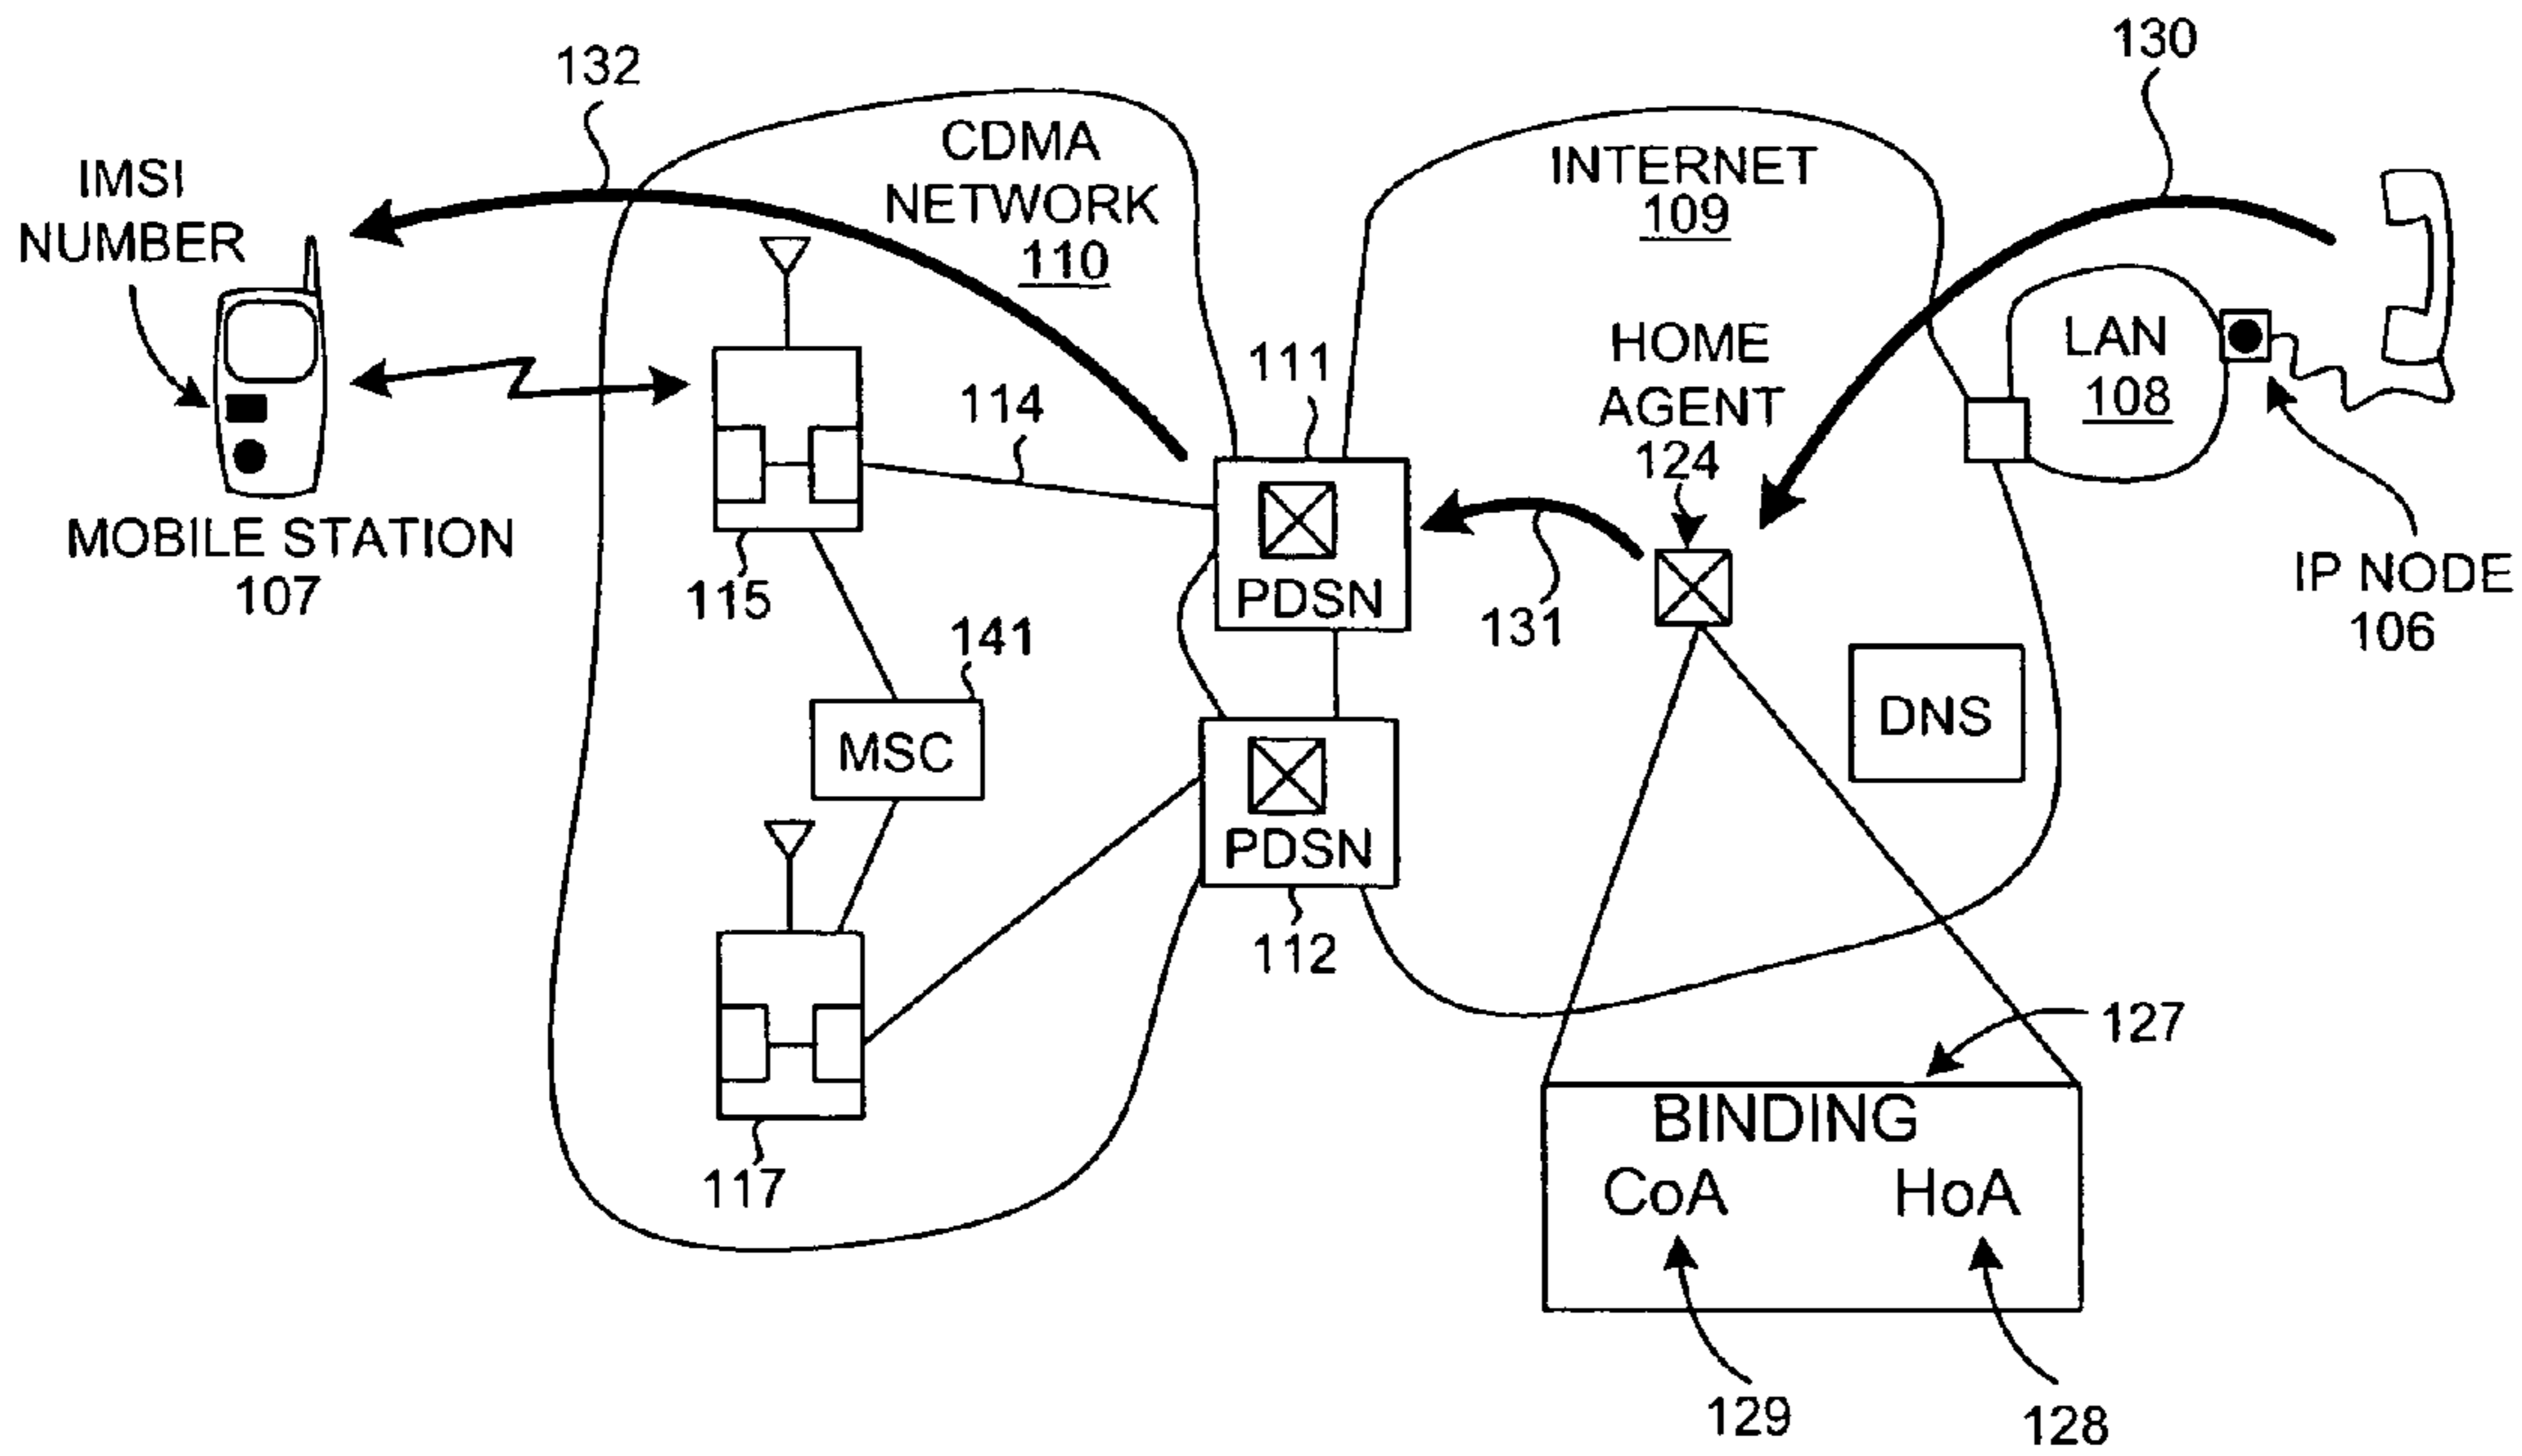 132
130
CDMA
NETWORK
110
INTERNET
109
IMSI
NUMBER
HOME
AGENT
124
LAN
108
111
114
MOBILE STATION
107
115
PDSN
131
IP NODE
106
141
MSC
DNS
PDSN
112
117
127
BINDING
CoA HoA
129
128